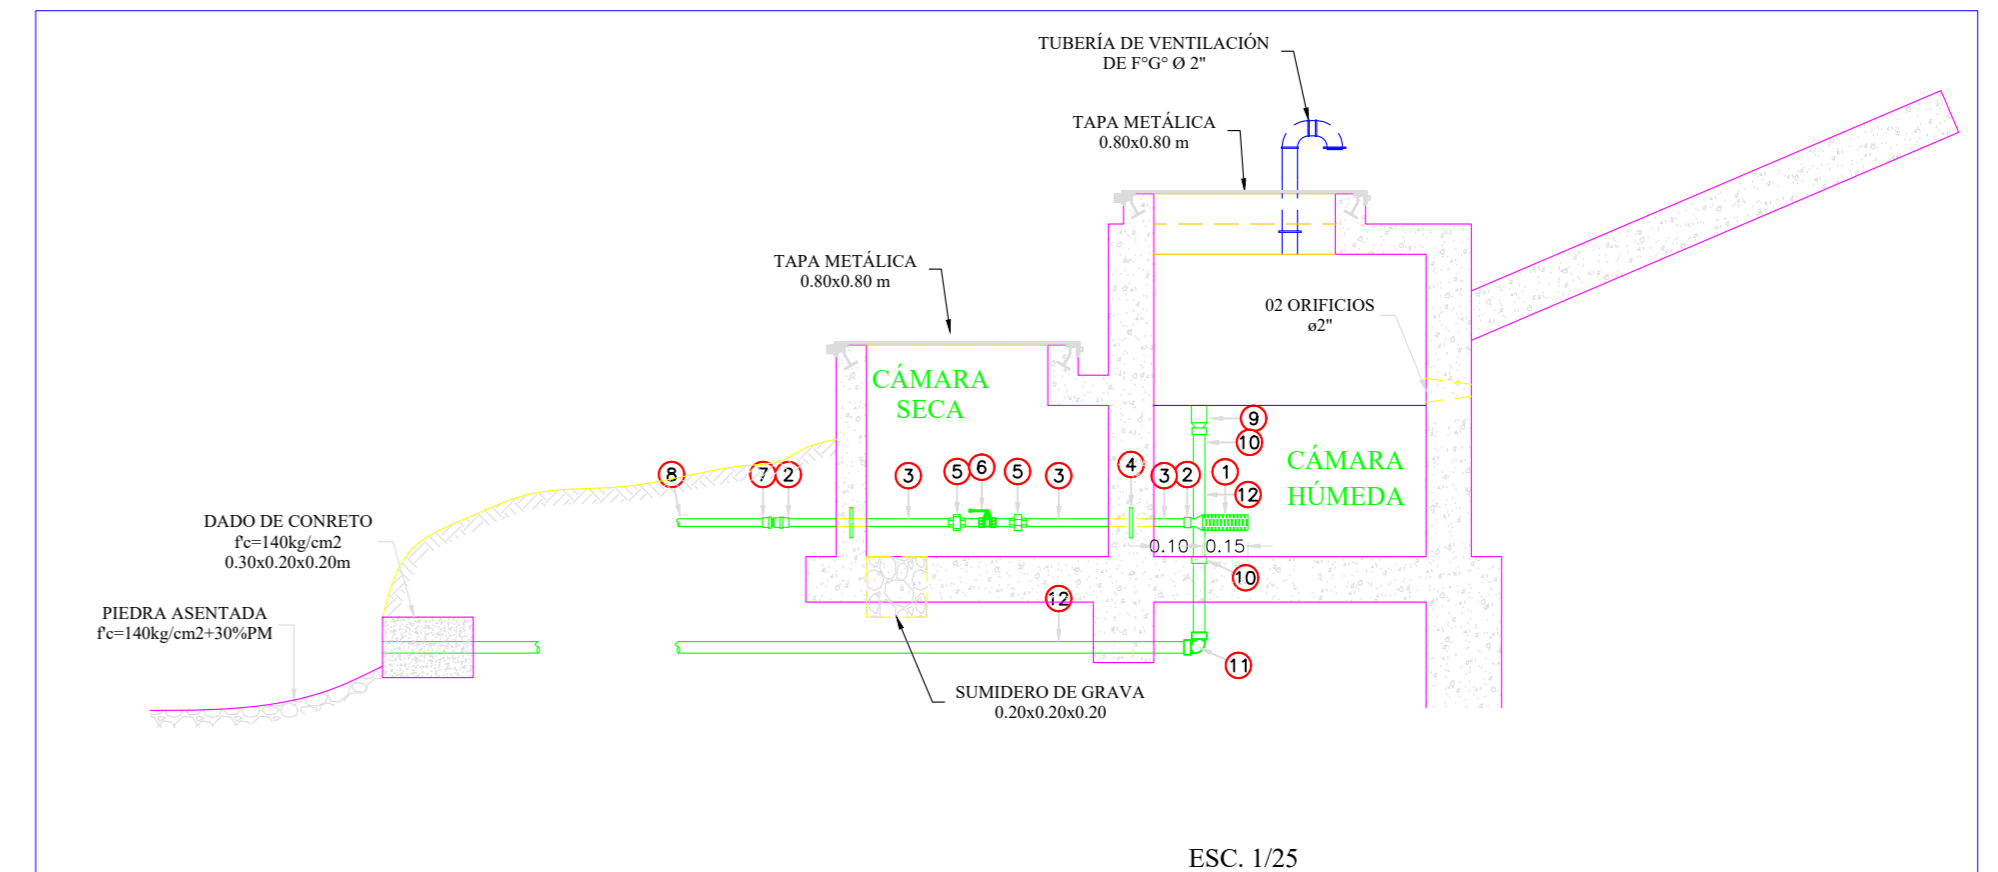 TUBERÍA DE VENTILACIÓN
DE F°G° Ø 2"
TAPA METÁLICA
0.80x0.80 m
TAPA METÁLICA
0.80x0.80 m
02 ORIFICIOS
ø2"
CÁMARA
SECA
9
10
CÁMARA
HÚMEDA
8
7
2
3
5
6
5
3
4
3
2
1
12
DADO DE CONRETO
f'c=140kg/cm2
0.30x0.20x0.20m
0.10
0.15
10
12
PIEDRA ASENTADA
f'c=140kg/cm2+30%PM
11
SUMIDERO DE GRAVA
0.20x0.20x0.20
ESC. 1/25